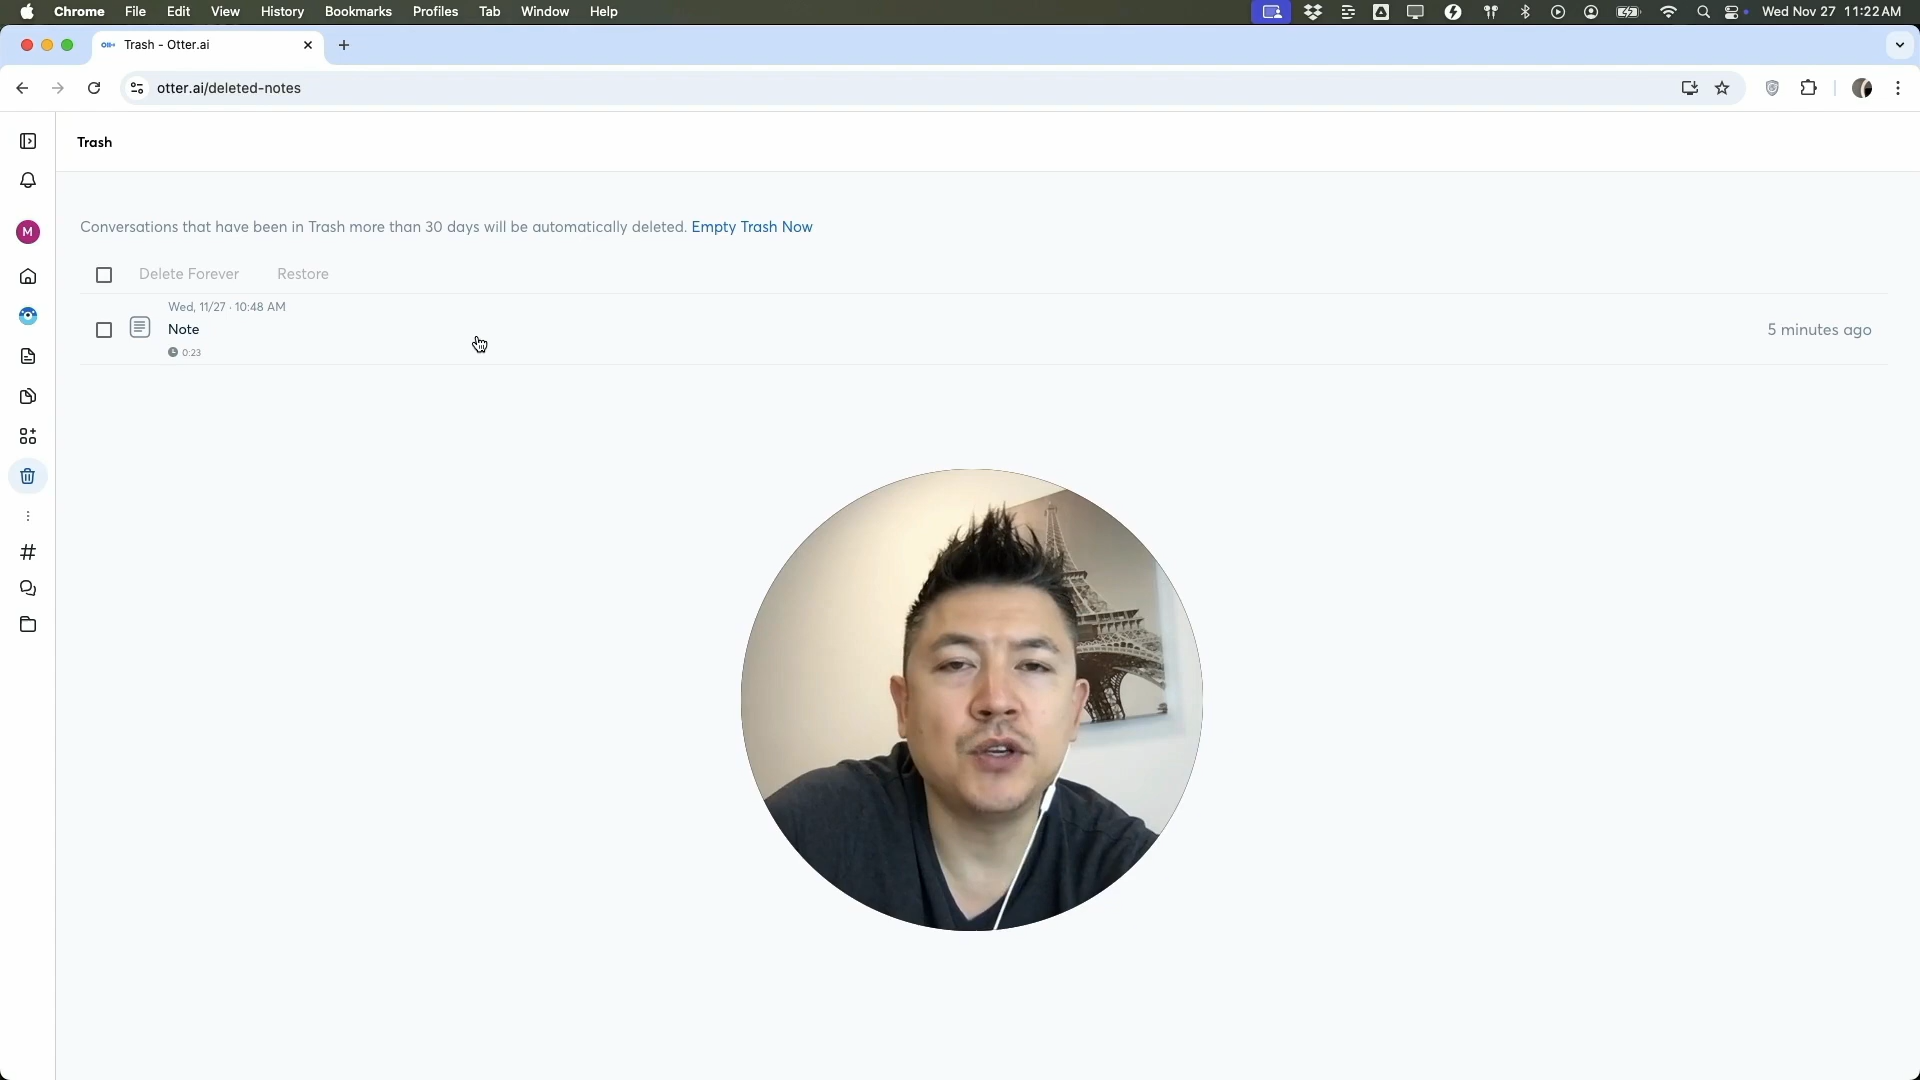 Chrome File Edit View History Bookmarks Profiles Tab Window Help Wed Nov 27 11:22 AM
Trash - Otter.ai
otter.ai/deleted-notes
Trash
M
Conversations that have been in Trash more than 30 days will be automatically deleted. Empty Trash Now
Delete Forever Restore
Wed, 11/27 · 10:48 AM
Note 5 minutes ago
0:23